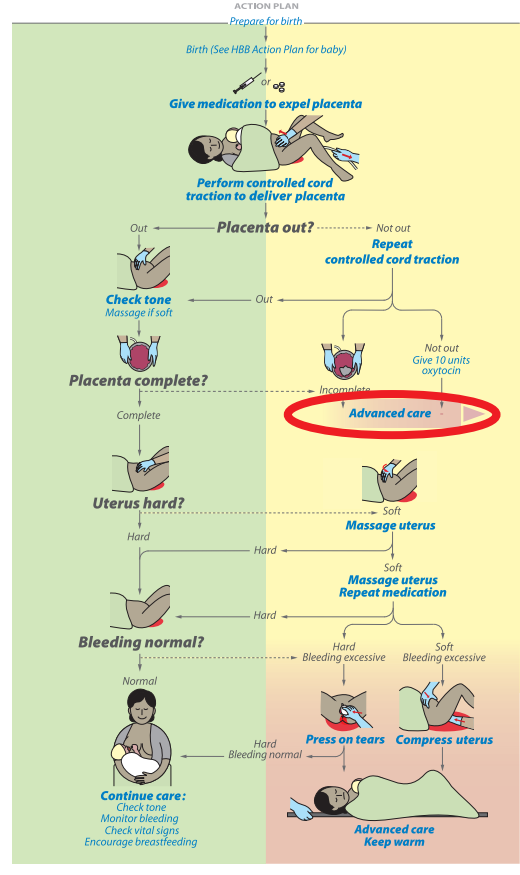 ACTION PLAN
Prepare for birth
Birth (See HBB Action Plan for baby)
or
Give medication to expel placenta
Perform controlled cord
traction to deliver placenta
Placenta out?
Out
Not out
Repeat
controlled cord traction
Out
Check tone
Massage if soft
Not out
Give 10 units
oxytocin
Placenta complete?
Incomplete
Complete
Advanced care
Uterus hard?
Soft
Massage uterus
Hard
Hard
Soft
Massage uterus
Repeat medication
Hard
Bleeding normal?
Hard
Bleeding excessive
Soft
Bleeding excessive
Normal
Press on tears
Compress uterus
Hard
Bleeding normal
Continue care:
Check tone
Monitor bleeding
Check vital signs
Encourage breastfeeding
Advanced care
Keep warm